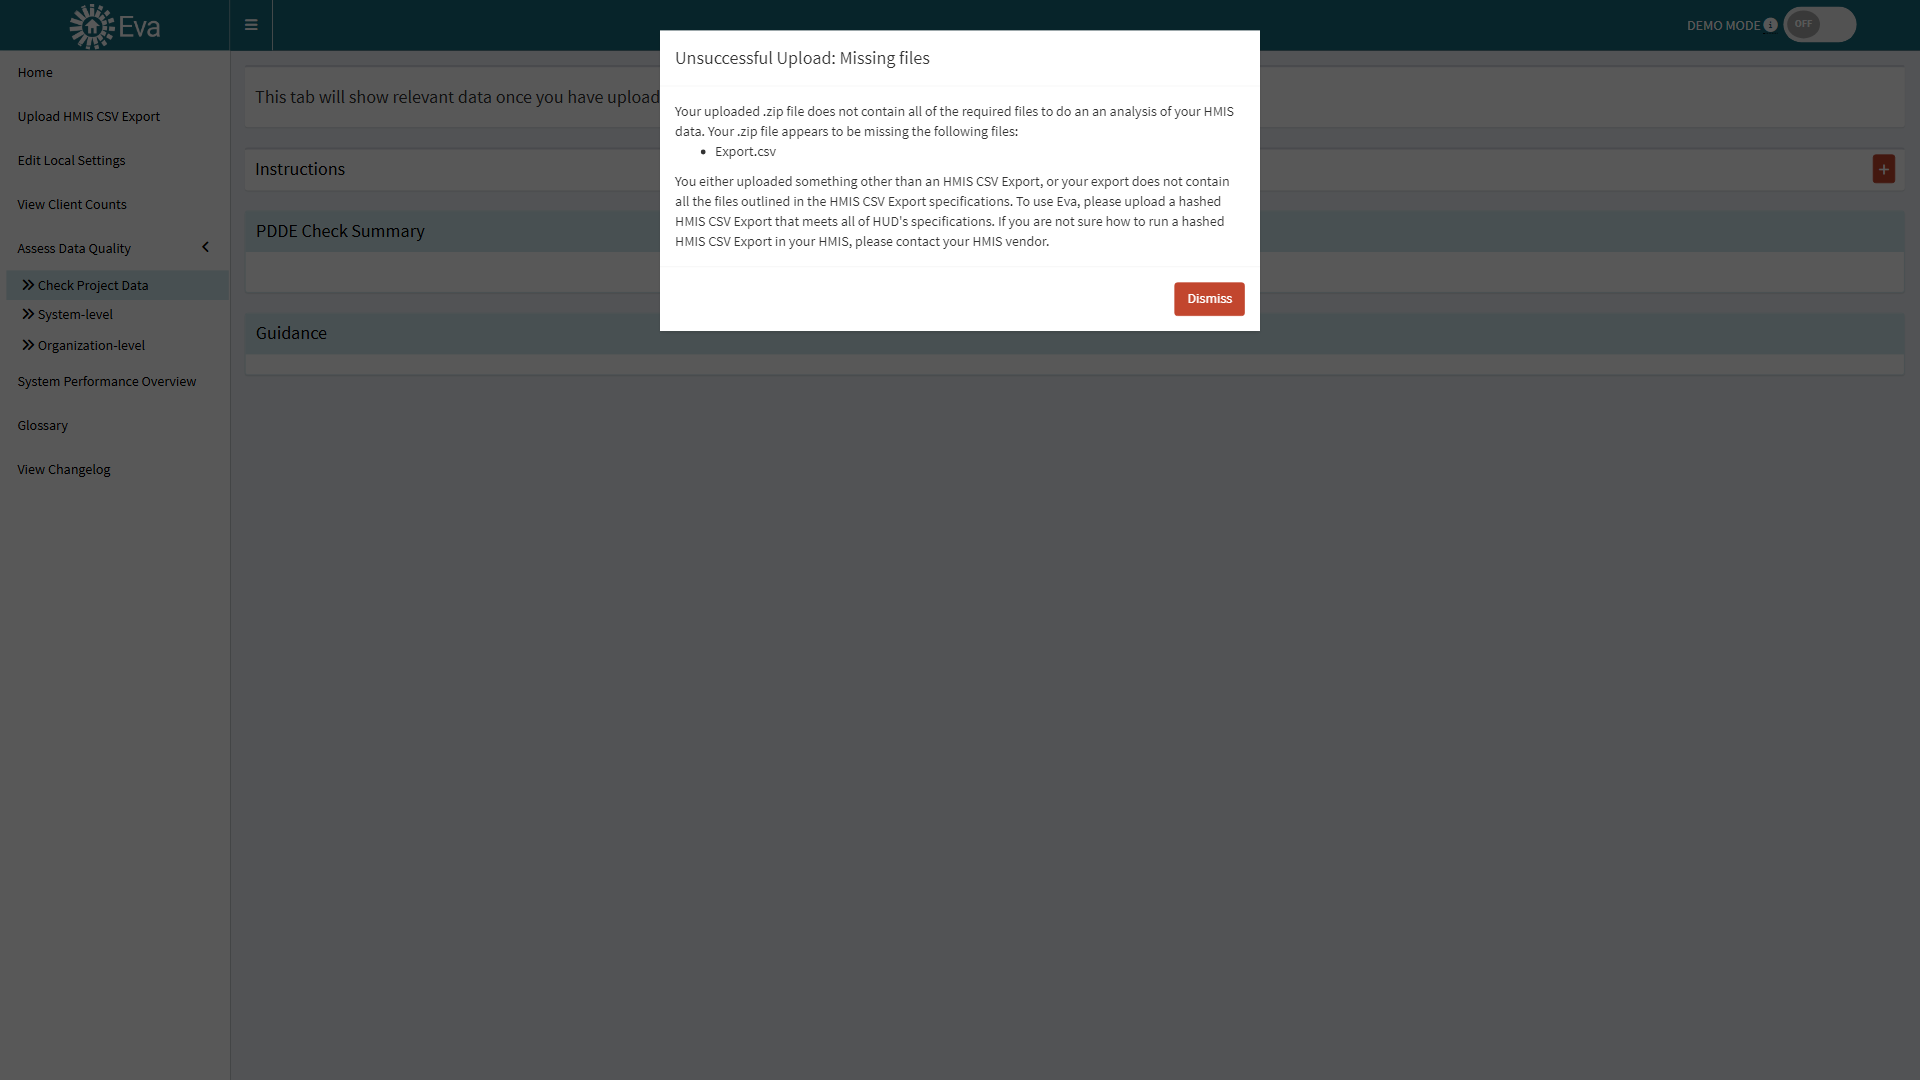 Eva
DEMO MODE
OFF
Home
Upload HMIS CSV Export
Edit Local Settings
View Client Counts
Assess Data Quality
Check Project Data
System-level
Organization-level
System Performance Overview
Glossary
View Changelog
This tab will show relevant data once you have upload
Instructions
PDDE Check Summary
Guidance
Unsuccessful Upload: Missing files
Your uploaded .zip file does not contain all of the required files to do an an analysis of your HMIS
data. Your .zip file appears to be missing the following files:
• Export.csv
You either uploaded something other than an HMIS CSV Export, or your export does not contain
all the files outlined in the HMIS CSV Export specifications. To use Eva, please upload a hashed
HMIS CSV Export that meets all of HUD's specifications. If you are not sure how to run a hashed
HMIS CSV Export in your HMIS, please contact your HMIS vendor.
Dismiss